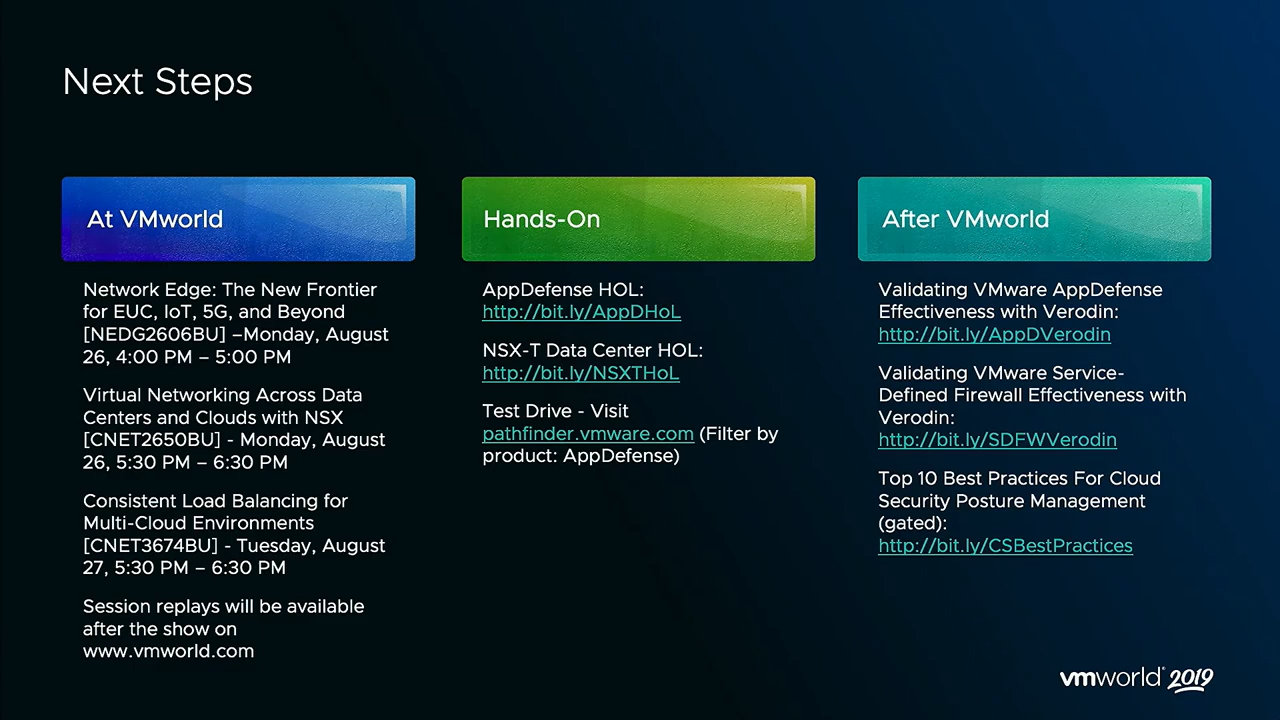 Next Steps
At VMworld
Network Edge: The New Frontier
for EUC, IoT, 5G, and Beyond
[NEDG2606BU] –Monday, August
26, 4:00 PM – 5:00 PM
Virtual Networking Across Data
Centers and Clouds with NSX
[CNET2650BU] - Monday, August
26, 5:30 PM – 6:30 PM
Consistent Load Balancing for
Multi-Cloud Environments
[CNET3674BU] - Tuesday, August
27, 5:30 PM – 6:30 PM
Session replays will be available
after the show on
www.vmworld.com
Hands-On
AppDefense HOL:
http://bit.ly/AppDHoL
NSX-T Data Center HOL:
http://bit.ly/NSXTHoL
Test Drive - Visit
pathfinder.vmware.com (Filter by
product: AppDefense)
After VMworld
Validating VMware AppDefense
Effectiveness with Verodin:
http://bit.ly/AppDVerodin
Validating VMware Service-
Defined Firewall Effectiveness with
Verodin:
http://bit.ly/SDFWVerodin
Top 10 Best Practices For Cloud
Security Posture Management
(gated):
http://bit.ly/CSBestPractices
vmworld® 2019